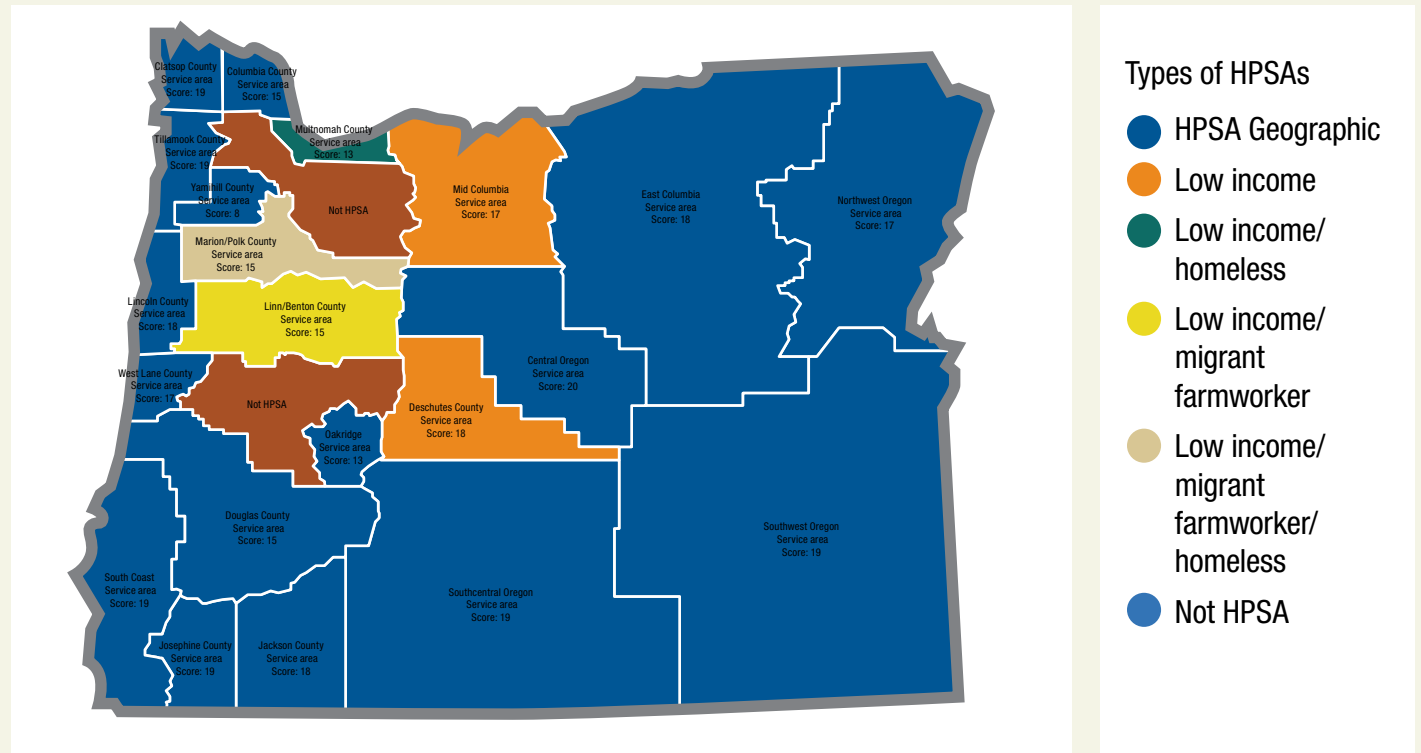 Clatsop County
Service area
Score: 19
Columbia County
Service area
Score: 15
Multnomah County
Service area
Score: 13
Tillamook County
Service area
Score: 19
Yamihill County
Service area
Score: 8
Not HPSA
Mid Columbia
Service area
Score: 17
East Columbia
Service area
Score: 18
Northwest Oregon
Service area
Score: 17
Marion/Polk County
Service area
Score: 15
Lincoln County
Service area
Score: 18
Linn/Benton County
Service area
Score: 15
West Lane County
Service area
Score: 17
Not HPSA
Central Oregon
Service area
Score: 20
Deschutes County
Service area
Score: 18
Oakridge
Service area
Score: 13
Douglas County
Service area
Score: 15
Southwest Oregon
Service area
Score: 19
South Coast
Service area
Score: 19
Southcentral Oregon
Service area
Score: 19
Josephine County
Service area
Score: 19
Jackson County
Service area
Score: 18
Types of HPSAs
HPSA Geographic
Low income
Low income/
homeless
Low income/
migrant
farmworker
Low income/
migrant
farmworker/
homeless
Not HPSA